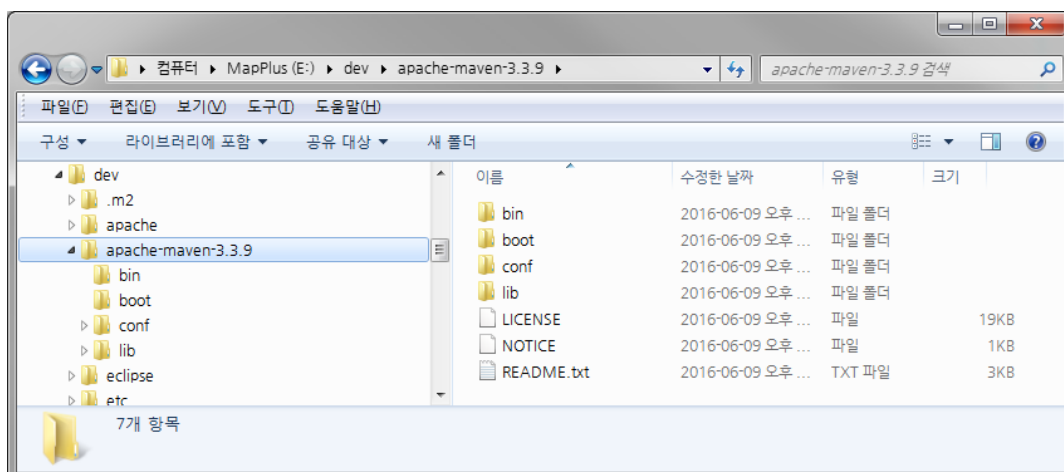 컴퓨터 ▸ MapPlus (E:) ▸ dev ▸ apache-maven-3.3.9 ▸
apache-maven-3.3.9 검색
파일(F) 편집(E) 보기(V) 도구(T) 도움말(H)
구성 ▾ 라이브러리에 포함 ▾ 공유 대상 ▾ 새 폴더
dev
.m2
apache
apache-maven-3.3.9
bin
boot
conf
lib
eclipse
etc
이름 수정한 날짜 유형 크기
bin 2016-06-09 오후 ... 파일 폴더
boot 2016-06-09 오후 ... 파일 폴더
conf 2016-06-09 오후 ... 파일 폴더
lib 2016-06-09 오후 ... 파일 폴더
LICENSE 2016-06-09 오후 ... 파일 19KB
NOTICE 2016-06-09 오후 ... 파일 1KB
README.txt 2016-06-09 오후 ... TXT 파일 3KB
7개 항목